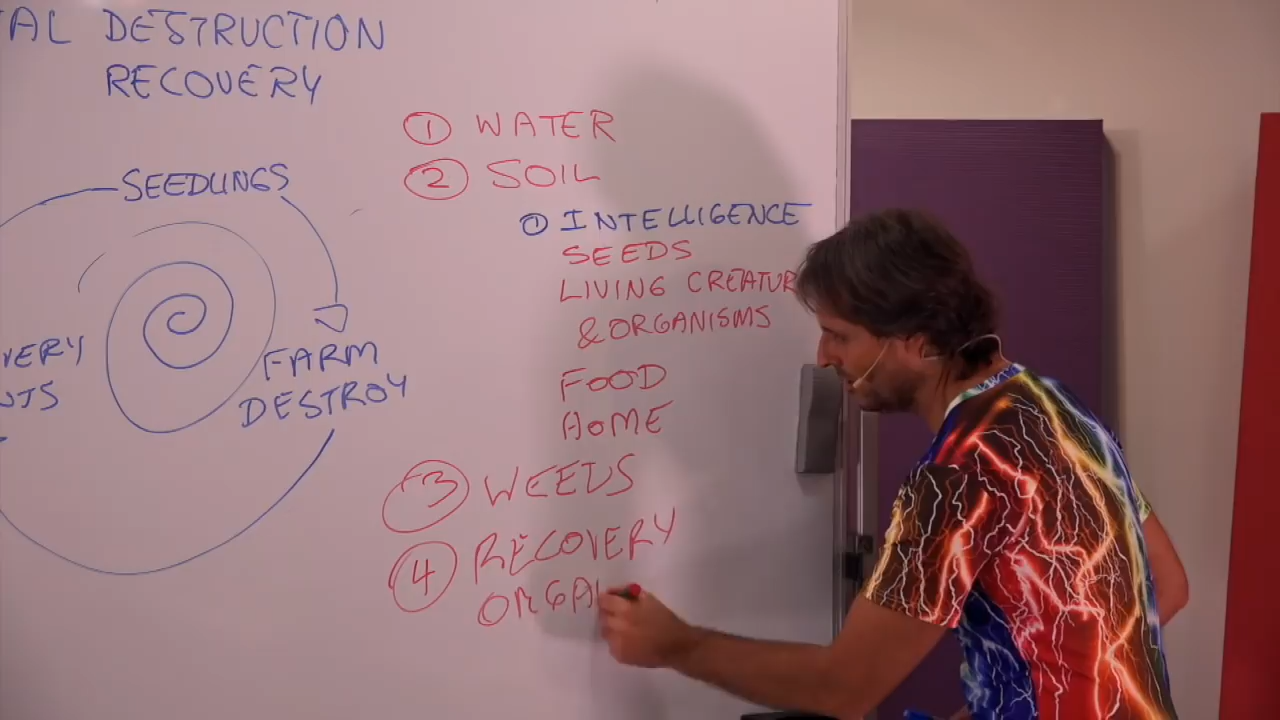 AL DESTRUCTION
RECOVERY
SEEDLINGS
FARM
DESTROY
VERY
NTS
① WATER
② SOIL
① INTELLIGENCE
SEEDS
LIVING CREATUR
& ORGANISMS
FOOD
HOME
③ WEEDS
④ RECOVERY
ORGA